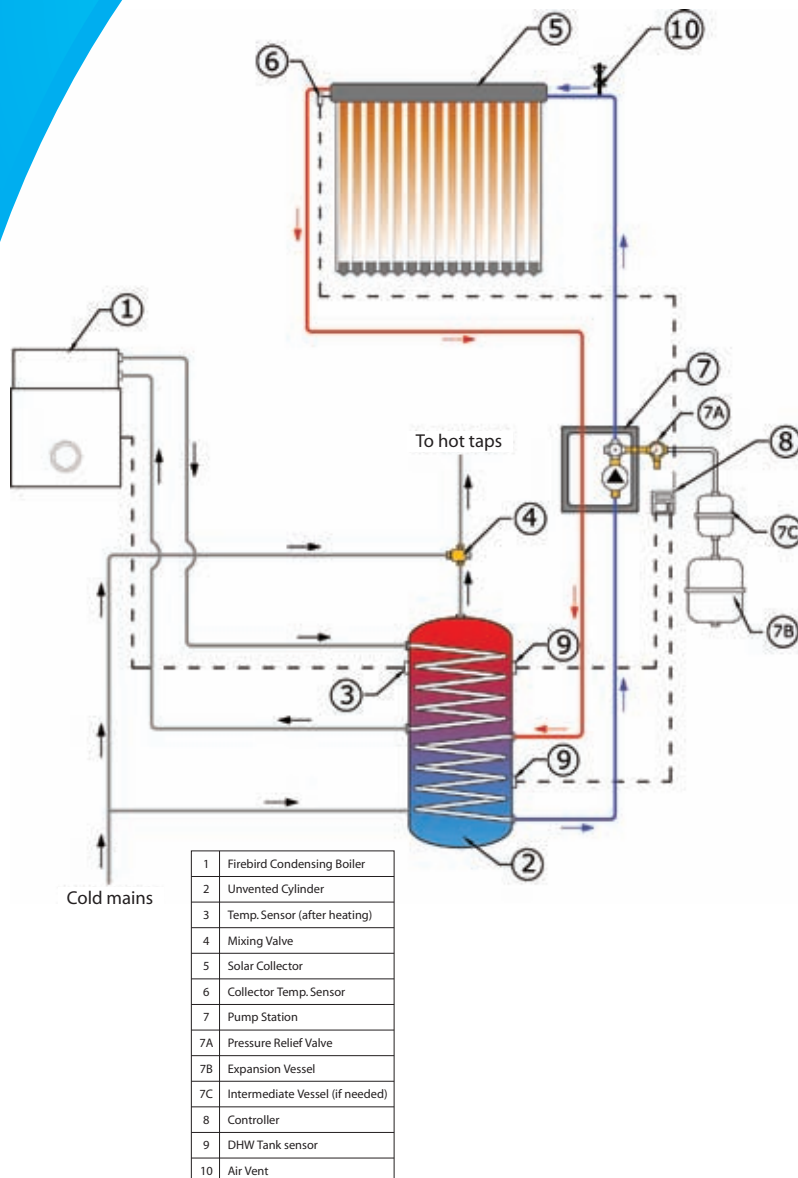 5
10
6
1
7
7A
To hot taps
8
4
7C
7B
9
3
9
2
Cold mains
1 Firebird Condensing Boiler
2 Unvented Cylinder
3 Temp. Sensor (after heating)
4 Mixing Valve
5 Solar Collector
6 Collector Temp. Sensor
7 Pump Station
7A Pressure Relief Valve
7B Expansion Vessel
7C Intermediate Vessel (if needed)
8 Controller
9 DHW Tank sensor
10 Air Vent